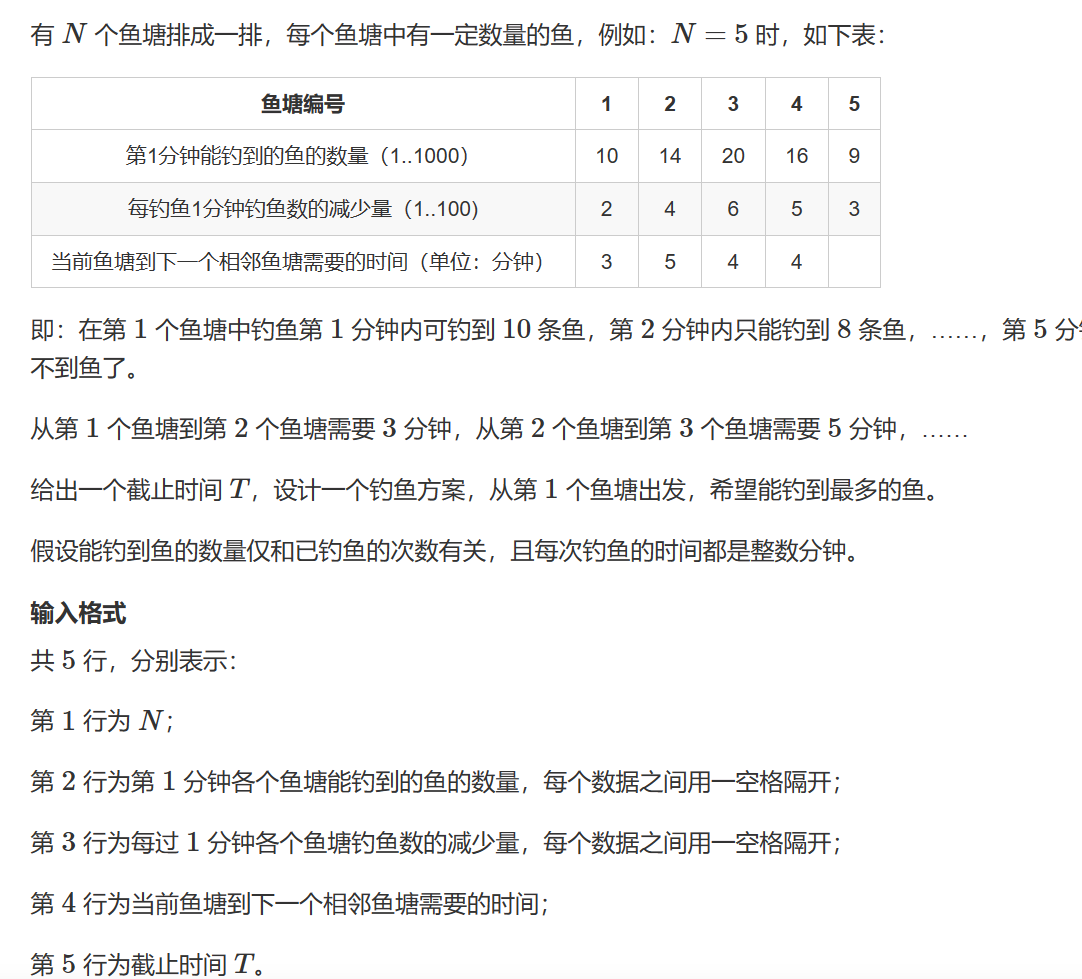 有 N 个鱼塘排成一排，每个鱼塘中有一定数量的鱼，例如：N = 5 时，如下表：
鱼塘编号 1 2 3 4 5
第1分钟能钓到的鱼的数量（1..1000） 10 14 20 16 9
每钓鱼1分钟钓鱼数的减少量（1..100） 2 4 6 5 3
当前鱼塘到下一个相邻鱼塘需要的时间（单位：分钟） 3 5 4 4
即：在第 1 个鱼塘中钓鱼第 1 分钟内可钓到 10 条鱼，第 2 分钟内只能钓到 8 条鱼，……，第 5 分
不到鱼了。
从第 1 个鱼塘到第 2 个鱼塘需要 3 分钟，从第 2 个鱼塘到第 3 个鱼塘需要 5 分钟，……
给出一个截止时间 T，设计一个钓鱼方案，从第 1 个鱼塘出发，希望能钓到最多的鱼。
假设能钓到鱼的数量仅和已钓鱼的次数有关，且每次钓鱼的时间都是整数分钟。
输入格式
共 5 行，分别表示：
第 1 行为 N；
第 2 行为第 1 分钟各个鱼塘能钓到的鱼的数量，每个数据之间用一空格隔开；
第 3 行为每过 1 分钟各个鱼塘钓鱼数的减少量，每个数据之间用一空格隔开；
第 4 行为当前鱼塘到下一个相邻鱼塘需要的时间；
第 5 行为截止时间 T。